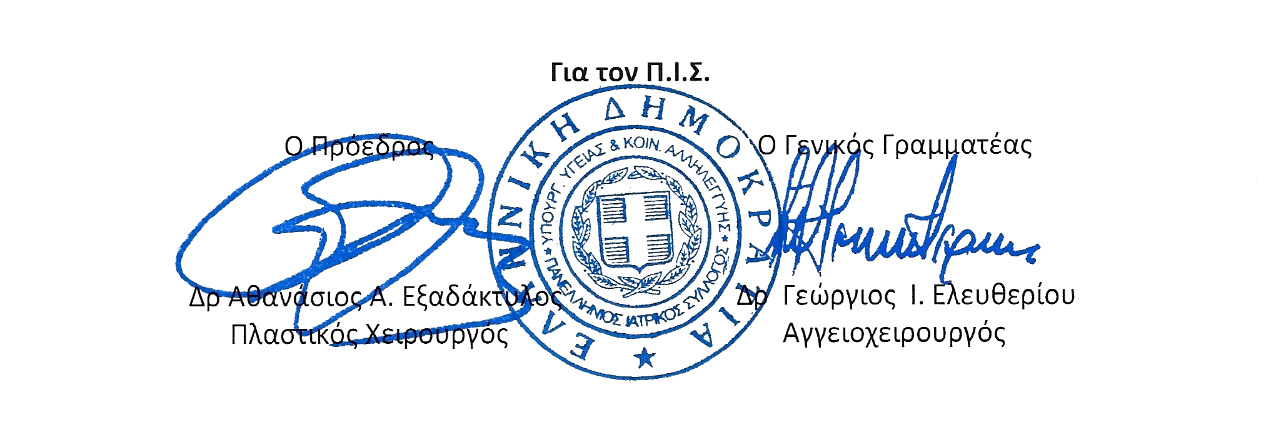 Για τον Π.Ι.Σ.
Ο Πρόεδρος
Ο Γενικός Γραμματέας
ΕΛΛΗΝΙΚΗ ΔΗΜΟΚΡΑΤΙΑ
ΥΠΟΥΡΓ. ΥΓΕΙΑΣ & ΚΟΙΝ. ΑΛΛΗΛΕΓΓΥΗΣ
ΠΑΝΕΛΛΗΝΙΟΣ ΙΑΤΡΙΚΟΣ ΣΥΛΛΟΓΟΣ
Δρ Αθανάσιος Α. Εξαδάκτυλος
Πλαστικός Χειρουργός
Δρ Γεώργιος Ι. Ελευθερίου
Αγγειοχειρουργός